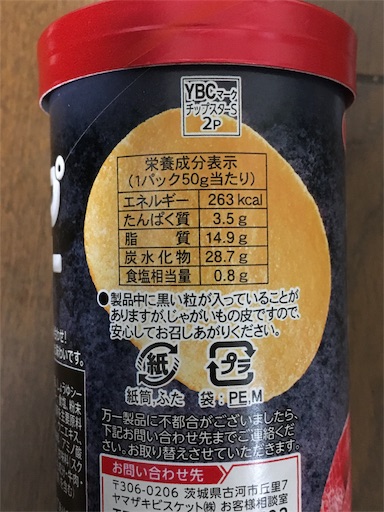 YBCマーク
チップスターS
2P
栄養成分表示
(1パック50g当たり)
エネルギー 263kcal
たんぱく質 3.5g
脂質 14.9g
炭水化物 28.7g
食塩相当量 0.8g
●製品中に黒い粒が入っていることが
ありますが、じゃがいもの皮ですので、
安心してお召しあがりください。
紙 プラ
紙筒,ふた 袋:PE,M
万一製品に不都合がございましたら、
下記お問い合わせ先までご連絡くだ
さい。お取り替えさせていただきます。
お問い合わせ先
〒306-0206 茨城県古河市丘里7
ヤマザキビスケット㈱ お客様相談室